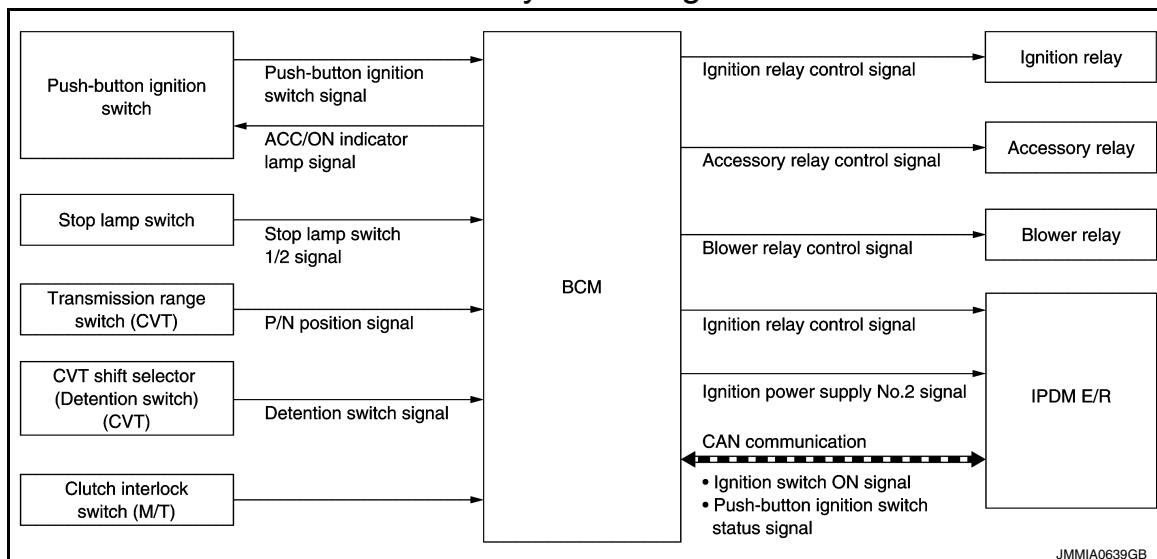 Push-button ignition
switch
Push-button ignition
switch signal
ACC/ON indicator
lamp signal
Stop lamp switch
Stop lamp switch
1/2 signal
Transmission range
switch (CVT)
P/N position signal
CVT shift selector
(Detention switch)
(CVT)
Detention switch signal
Clutch interlock
switch (M/T)
BCM
Ignition relay control signal
Ignition relay
Accessory relay control signal
Accessory relay
Blower relay control signal
Blower relay
Ignition relay control signal
Ignition power supply No.2 signal
CAN communication
• Ignition switch ON signal
• Push-button ignition switch
status signal
IPDM E/R
JMMIA0639GB